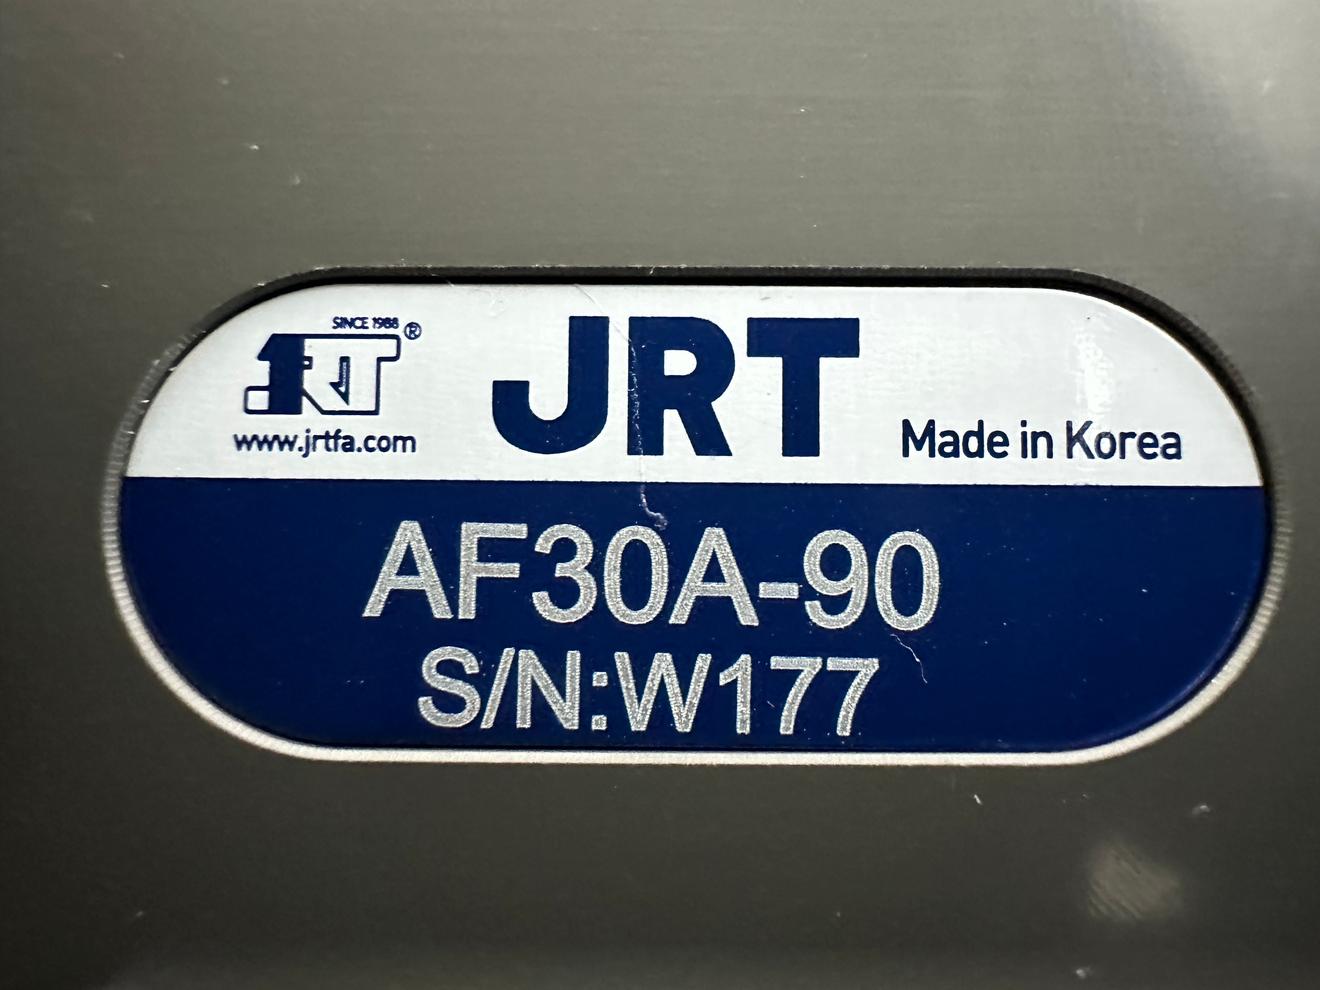 SINCE 1988
JRT®
www.jrtfa.com
JRT
Made in Korea
AF30A-90
S/N:W177